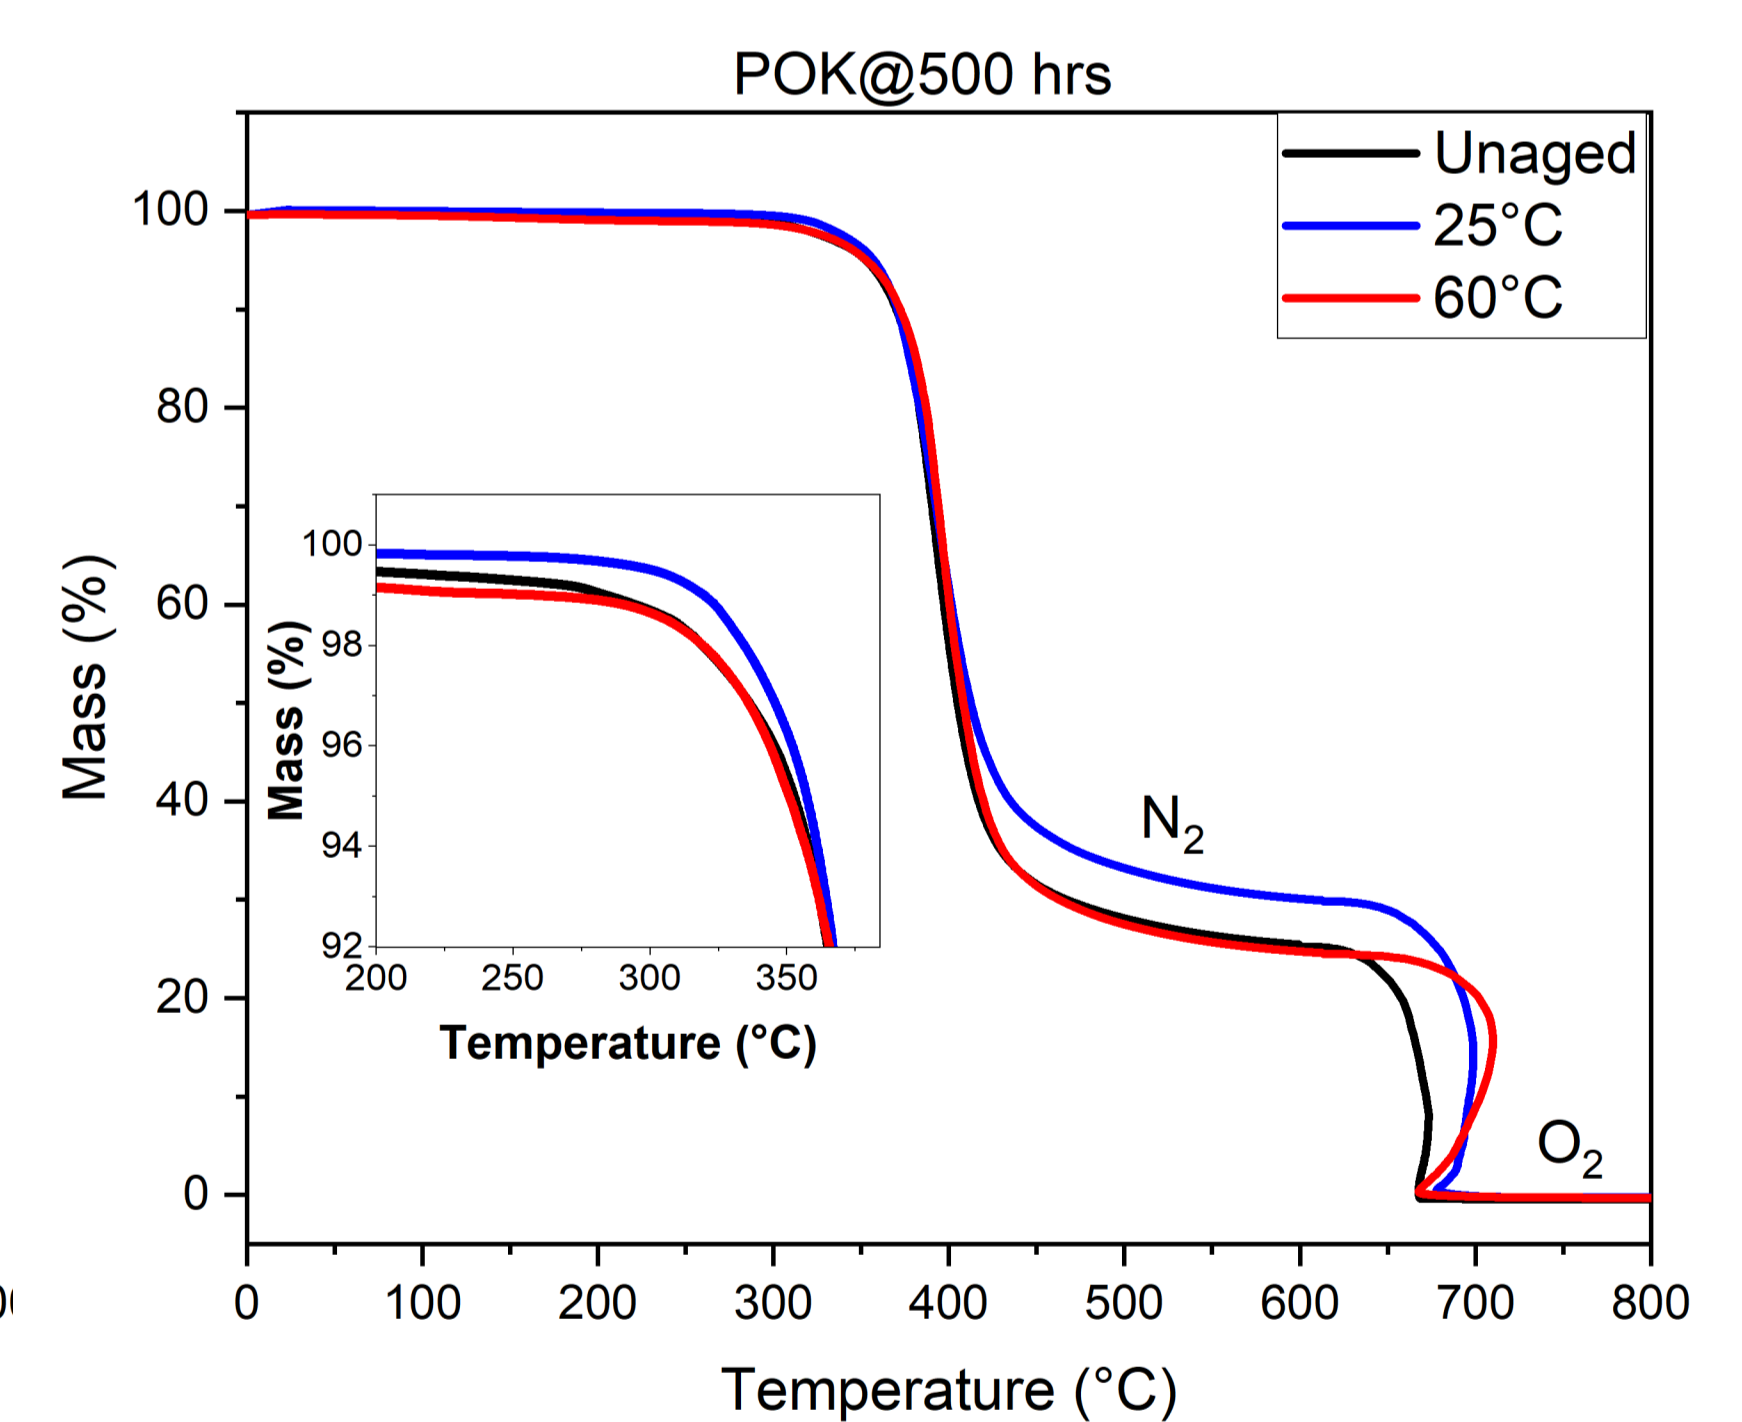 POK@500 hrs
Unaged
25°C
60°C
Mass (%)
100
80
60
40
20
0
0 100 200 300 400 500 600 700 800
Temperature (°C)
N₂
O₂
Mass (%)
100
98
96
94
92
200 250 300 350
Temperature (°C)